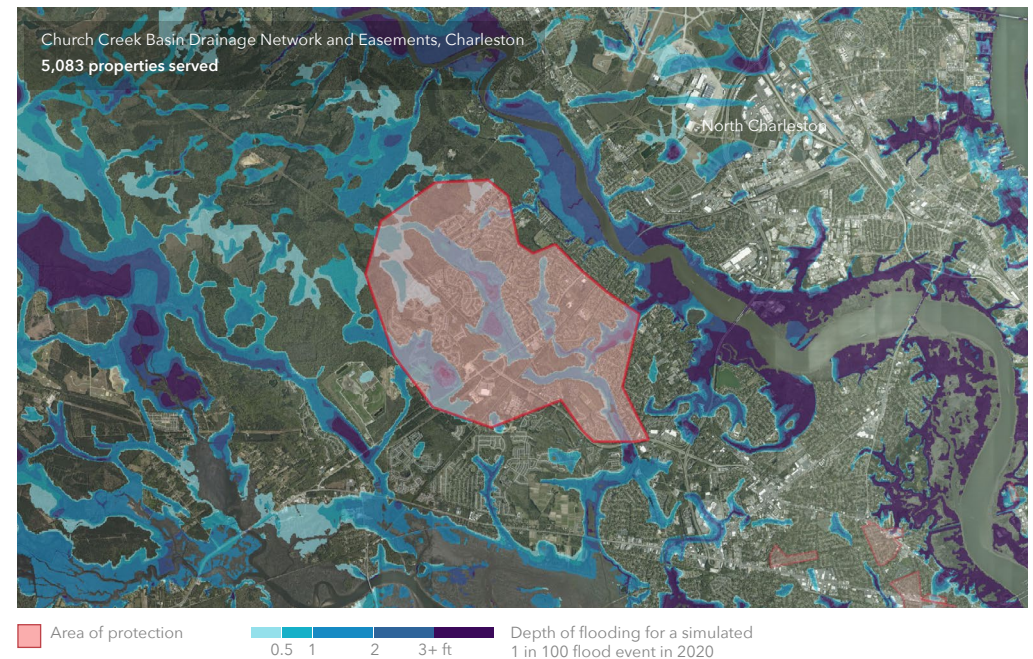 Church Creek Basin Drainage Network and Easements, Charleston
5,083 properties served
North Charleston
Area of protection
0.5 1 2 3+ ft
Depth of flooding for a simulated
1 in 100 flood event in 2020